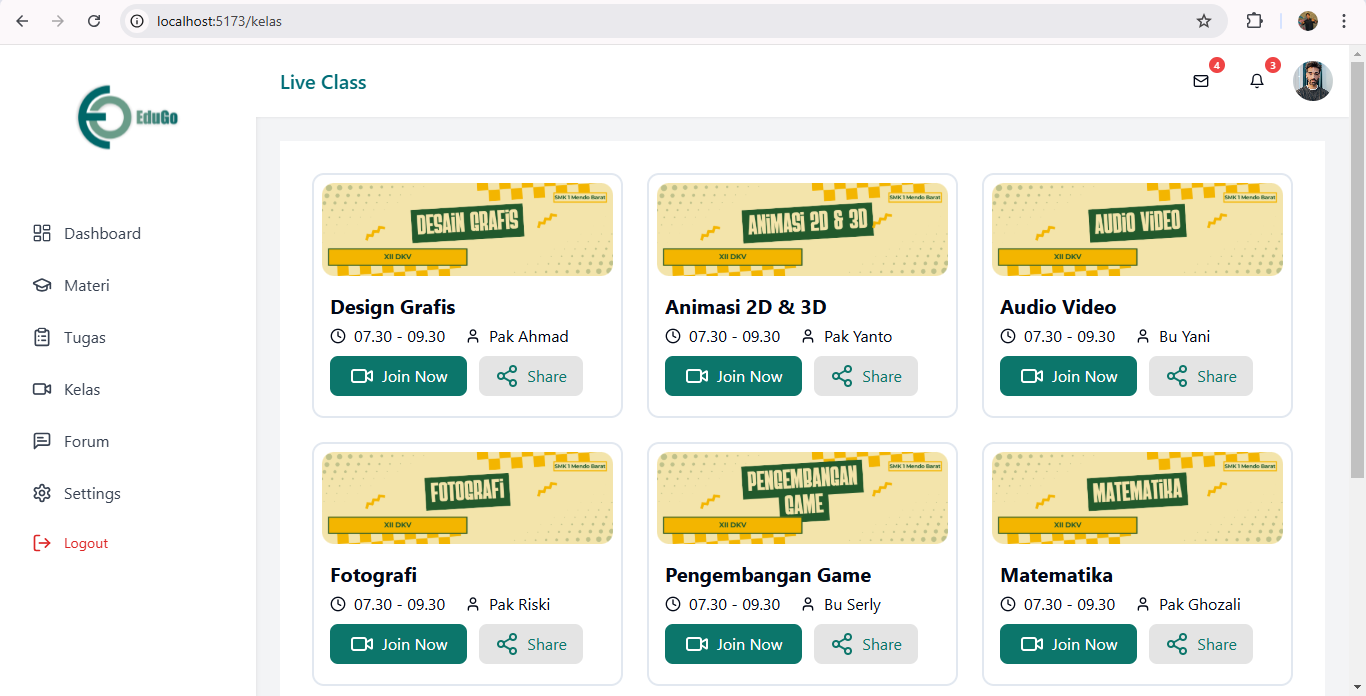 localhost:5173/kelas
EduGo
Live Class
4
3
Dashboard
Materi
Tugas
Kelas
Forum
Settings
Logout
SMK 1 Mendo Barat
DESAIN GRAFIS
XII DKV
Design Grafis
07.30 - 09.30 Pak Ahmad
Join Now Share
SMK 1 Mendo Barat
ANIMASI 2D & 3D
XII DKV
Animasi 2D & 3D
07.30 - 09.30 Pak Yanto
Join Now Share
SMK 1 Mendo Barat
AUDIO VIDEO
XII DKV
Audio Video
07.30 - 09.30 Bu Yani
Join Now Share
SMK 1 Mendo Barat
FOTOGRAFI
XII DKV
Fotografi
07.30 - 09.30 Pak Riski
Join Now Share
SMK 1 Mendo Barat
PENGEMBANGAN
GAME
XII DKV
Pengembangan Game
07.30 - 09.30 Bu Serly
Join Now Share
SMK 1 Mendo Barat
MATEMATIKA
XII DKV
Matematika
07.30 - 09.30 Pak Ghozali
Join Now Share